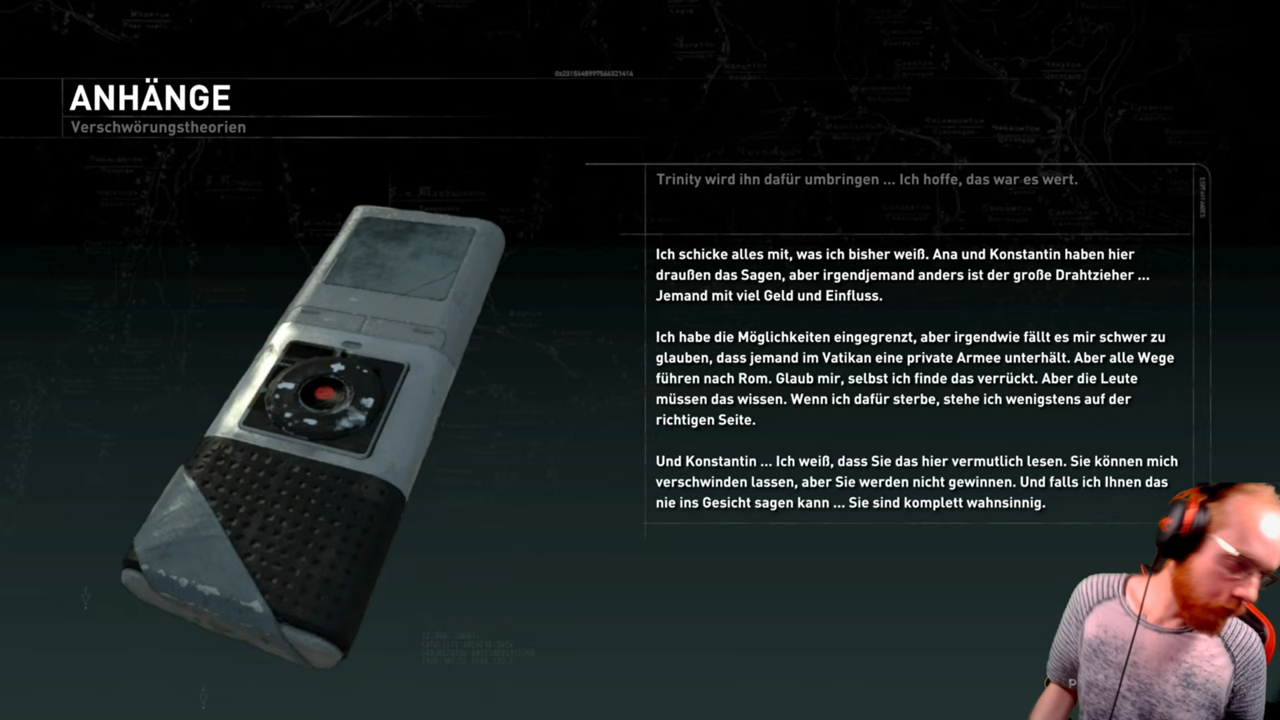 0x2315648997566321416
ANHÄNGE
Verschwörungstheorien
Trinity wird ihn dafür umbringen ... Ich hoffe, das war es wert.
Ich schicke alles mit, was ich bisher weiß. Ana und Konstantin haben hier
draußen das Sagen, aber irgendjemand anders ist der große Drahtzieher ...
Jemand mit viel Geld und Einfluss.
Ich habe die Möglichkeiten eingegrenzt, aber irgendwie fällt es mir schwer zu
glauben, dass jemand im Vatikan eine private Armee unterhält. Aber alle Wege
führen nach Rom. Glaub mir, selbst ich finde das verrückt. Aber die Leute
müssen das wissen. Wenn ich dafür sterbe, stehe ich wenigstens auf der
richtigen Seite.
Und Konstantin ... Ich weiß, dass Sie das hier vermutlich lesen. Sie können mich
verschwinden lassen, aber Sie werden nicht gewinnen. Und falls ich Ihnen das
nie ins Gesicht sagen kann ... Sie sind komplett wahnsinnig.